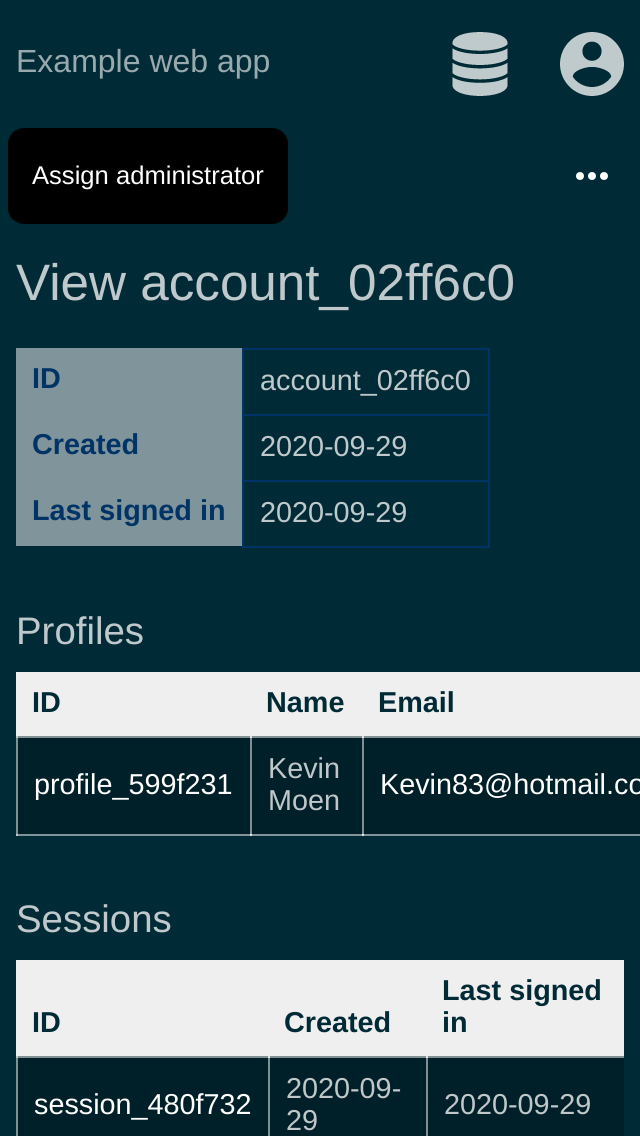 Example web app
Assign administrator
View account_02ff6c0
ID account_02ff6c0
Created 2020-09-29
Last signed in 2020-09-29
Profiles
ID Name Email
profile_599f231 Kevin Moen Kevin83@hotmail.co
Sessions
ID Created Last signed in
session_480f732 2020-09-29 2020-09-29